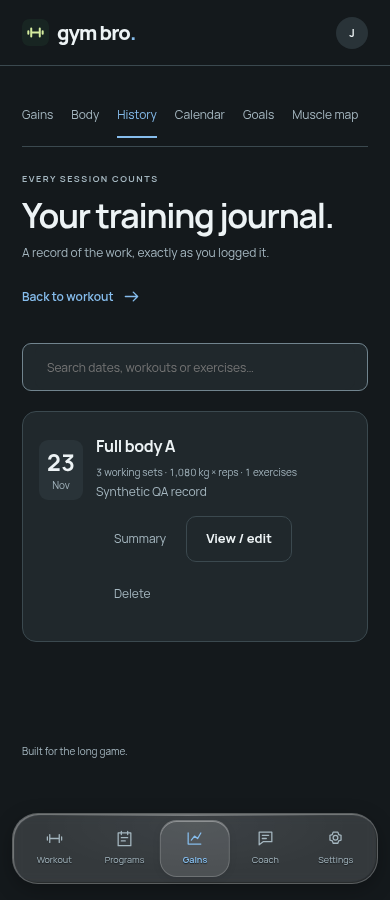 gym bro.
J
Gains Body History Calendar Goals Muscle map
EVERY SESSION COUNTS
Your training journal.
A record of the work, exactly as you logged it.
Back to workout →
Search dates, workouts or exercises...
23
Nov
Full body A
3 working sets · 1,080 kg × reps · 1 exercises
Synthetic QA record
Summary View / edit
Delete
Built for the long game.
Workout Programs Gains Coach Settings